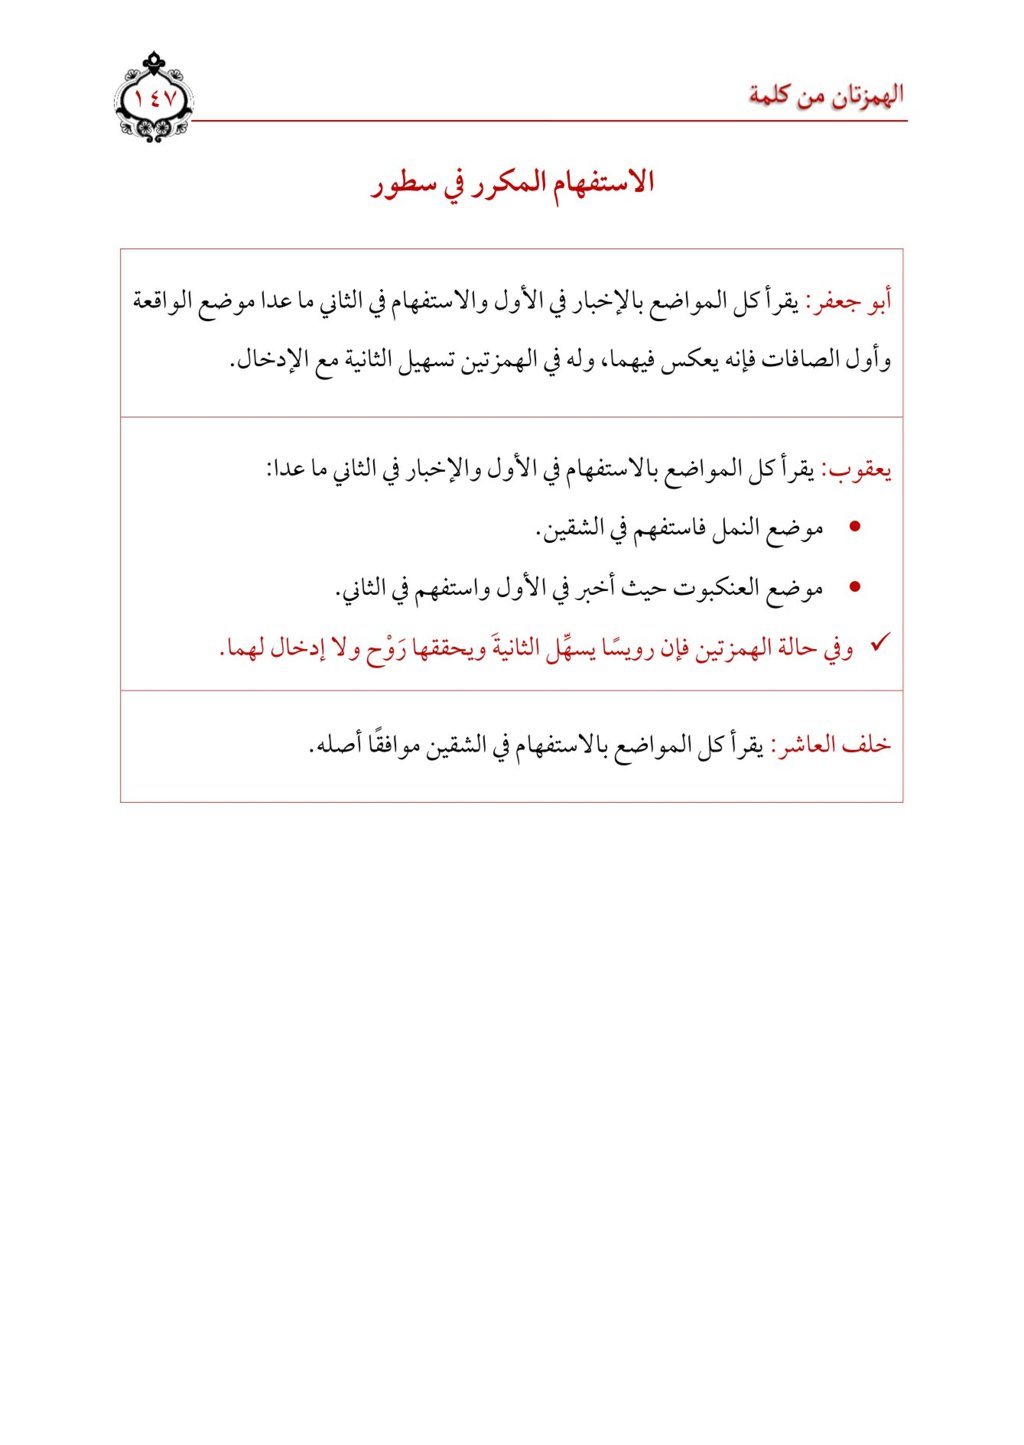 الهمزتان من كلمة
١٤٧
الاستفهام المكرر في سطور
أبو جعفر: يقرأ كل المواضع بالإخبار في الأول والاستفهام في الثاني ما عدا موضع الواقعة
وأول الصافات فإنه يعكس فيهما، وله في الهمزتين تسهيل الثانية مع الإدخال.
يعقوب: يقرأ كل المواضع بالاستفهام في الأول والإخبار في الثاني ما عدا:
• موضع النمل فاستفهم في الشقين.
• موضع العنكبوت حيث أخبر في الأول واستفهم في الثاني.
✓ وفي حالة الهمزتين فإن رويسًا يسهِّل الثانيةَ ويحققها رَوْح ولا إدخال لهما.
خلف العاشر: يقرأ كل المواضع بالاستفهام في الشقين موافقًا أصله.